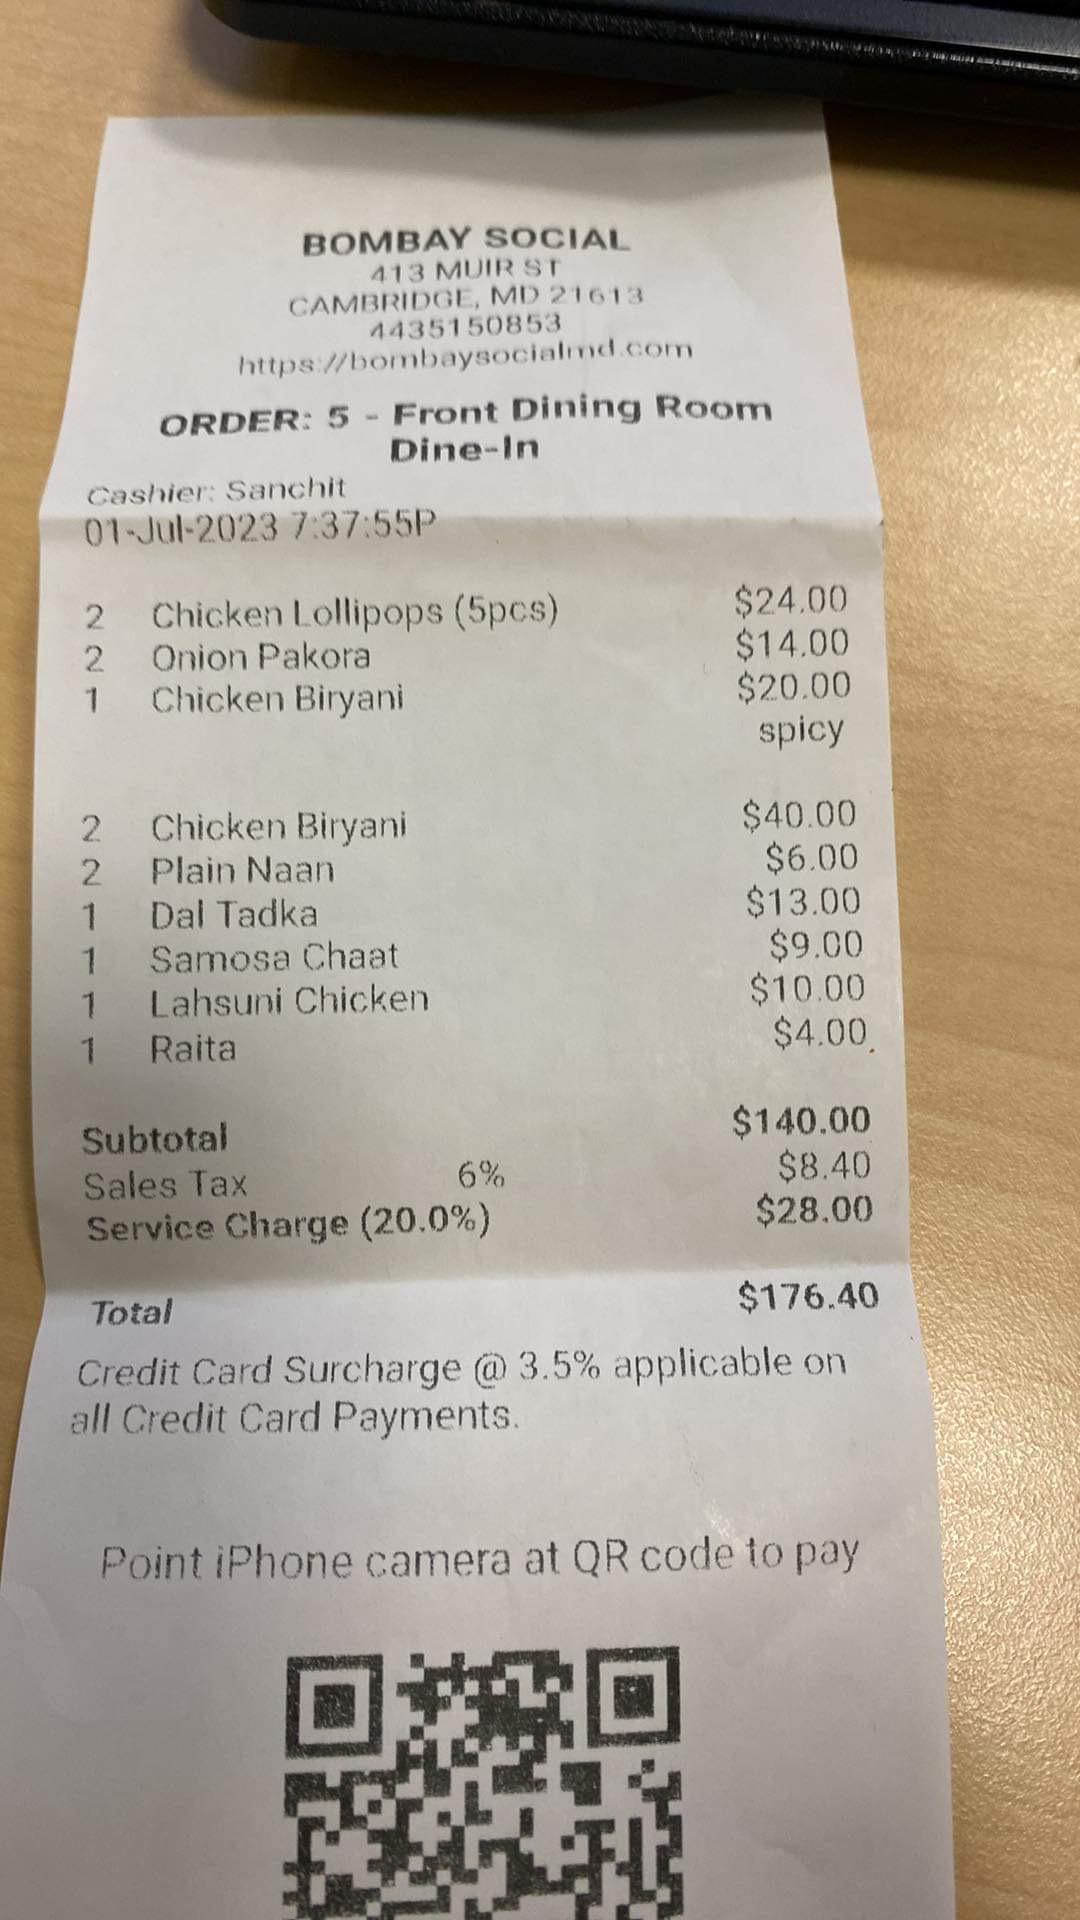 BOMBAY SOCIAL
413 MUIR ST
CAMBRIDGE, MD 21613
4435150853
https://bombaysocialmd.com
ORDER: 5 - Front Dining Room
Dine-In
Cashier: Sanchit
01-Jul-2023 7:37:55P
2 Chicken Lollipops (5pcs) $24.00
2 Onion Pakora $14.00
1 Chicken Biryani $20.00
spicy
2 Chicken Biryani $40.00
2 Plain Naan $6.00
1 Dal Tadka $13.00
1 Samosa Chaat $9.00
1 Lahsuni Chicken $10.00
1 Raita $4.00
Subtotal $140.00
Sales Tax 6% $8.40
Service Charge (20.0%) $28.00
Total $176.40
Credit Card Surcharge @ 3.5% applicable on
all Credit Card Payments.
Point iPhone camera at QR code to pay